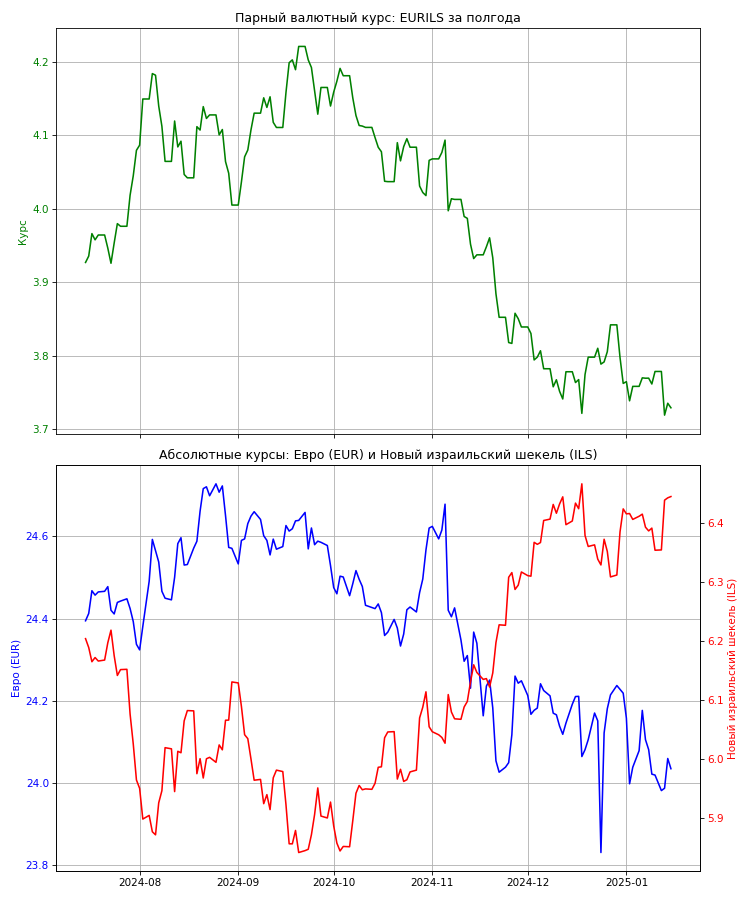 Парный валютный курс: EURILS за полгода
4.2
4.1
4.0
3.9
3.8
3.7
Курс
Абсолютные курсы: Евро (EUR) и Новый израильский шекель (ILS)
24.6
24.4
24.2
24.0
23.8
Евро (EUR)
6.4
6.3
6.2
6.1
6.0
5.9
Новый израильский шекель (ILS)
2024-08 2024-09 2024-10 2024-11 2024-12 2025-01